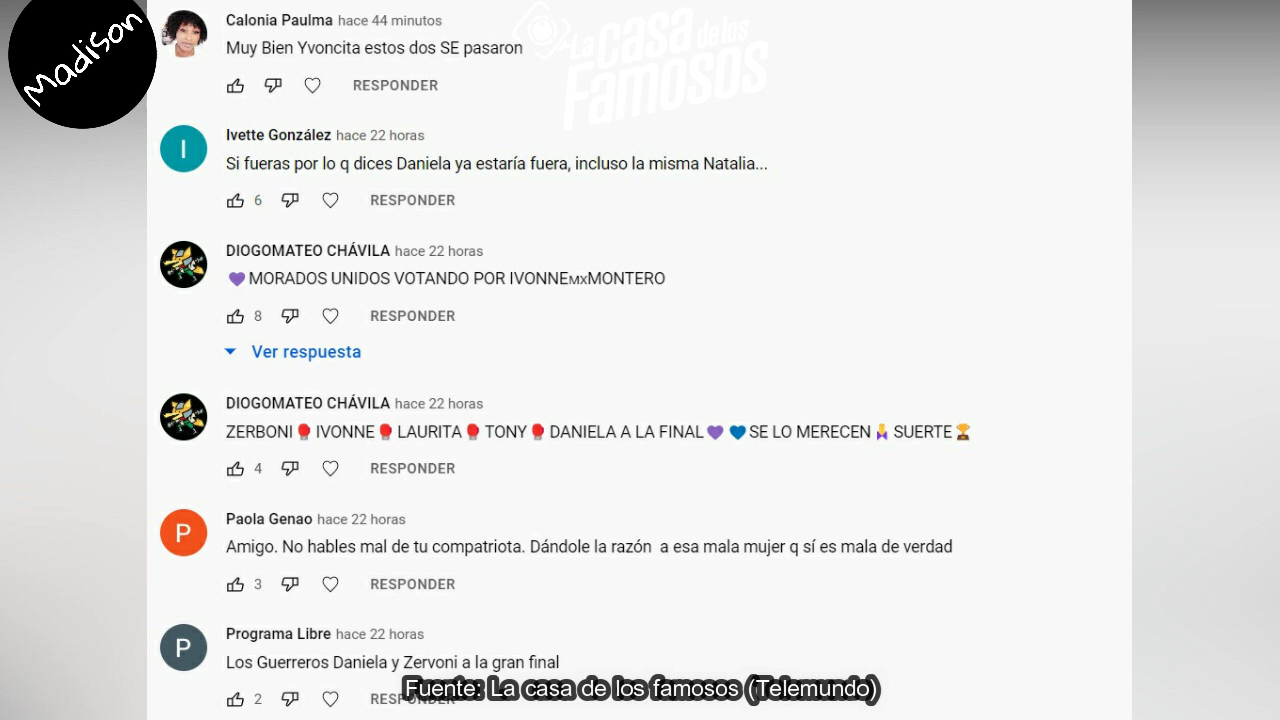 Madison
La casa de los Famosos
Calonia Paulma hace 44 minutos
Muy Bien Yvoncita estos dos SE pasaron
RESPONDER
Ivette González hace 22 horas
Si fueras por lo q dices Daniela ya estaría fuera, incluso la misma Natalia...
6 RESPONDER
DIOGOMATEO CHÁVILA hace 22 horas
💜MORADOS UNIDOS VOTANDO POR IVONNEᴍxMONTERO
8 RESPONDER
Ver respuesta
DIOGOMATEO CHÁVILA hace 22 horas
ZERBONI🥊IVONNE🥊LAURITA🥊TONY🥊DANIELA A LA FINAL💜💙SE LO MERECEN🤱SUERTE🏆
4 RESPONDER
P
Paola Genao hace 22 horas
Amigo. No hables mal de tu compatriota. Dándole la razón  a esa mala mujer q sí es mala de verdad
3 RESPONDER
P
Programa Libre hace 22 horas
Los Guerreros Daniela y Zervoni a la gran final
2 RESPONDER
Fuente: La casa de los famosos (Telemundo)